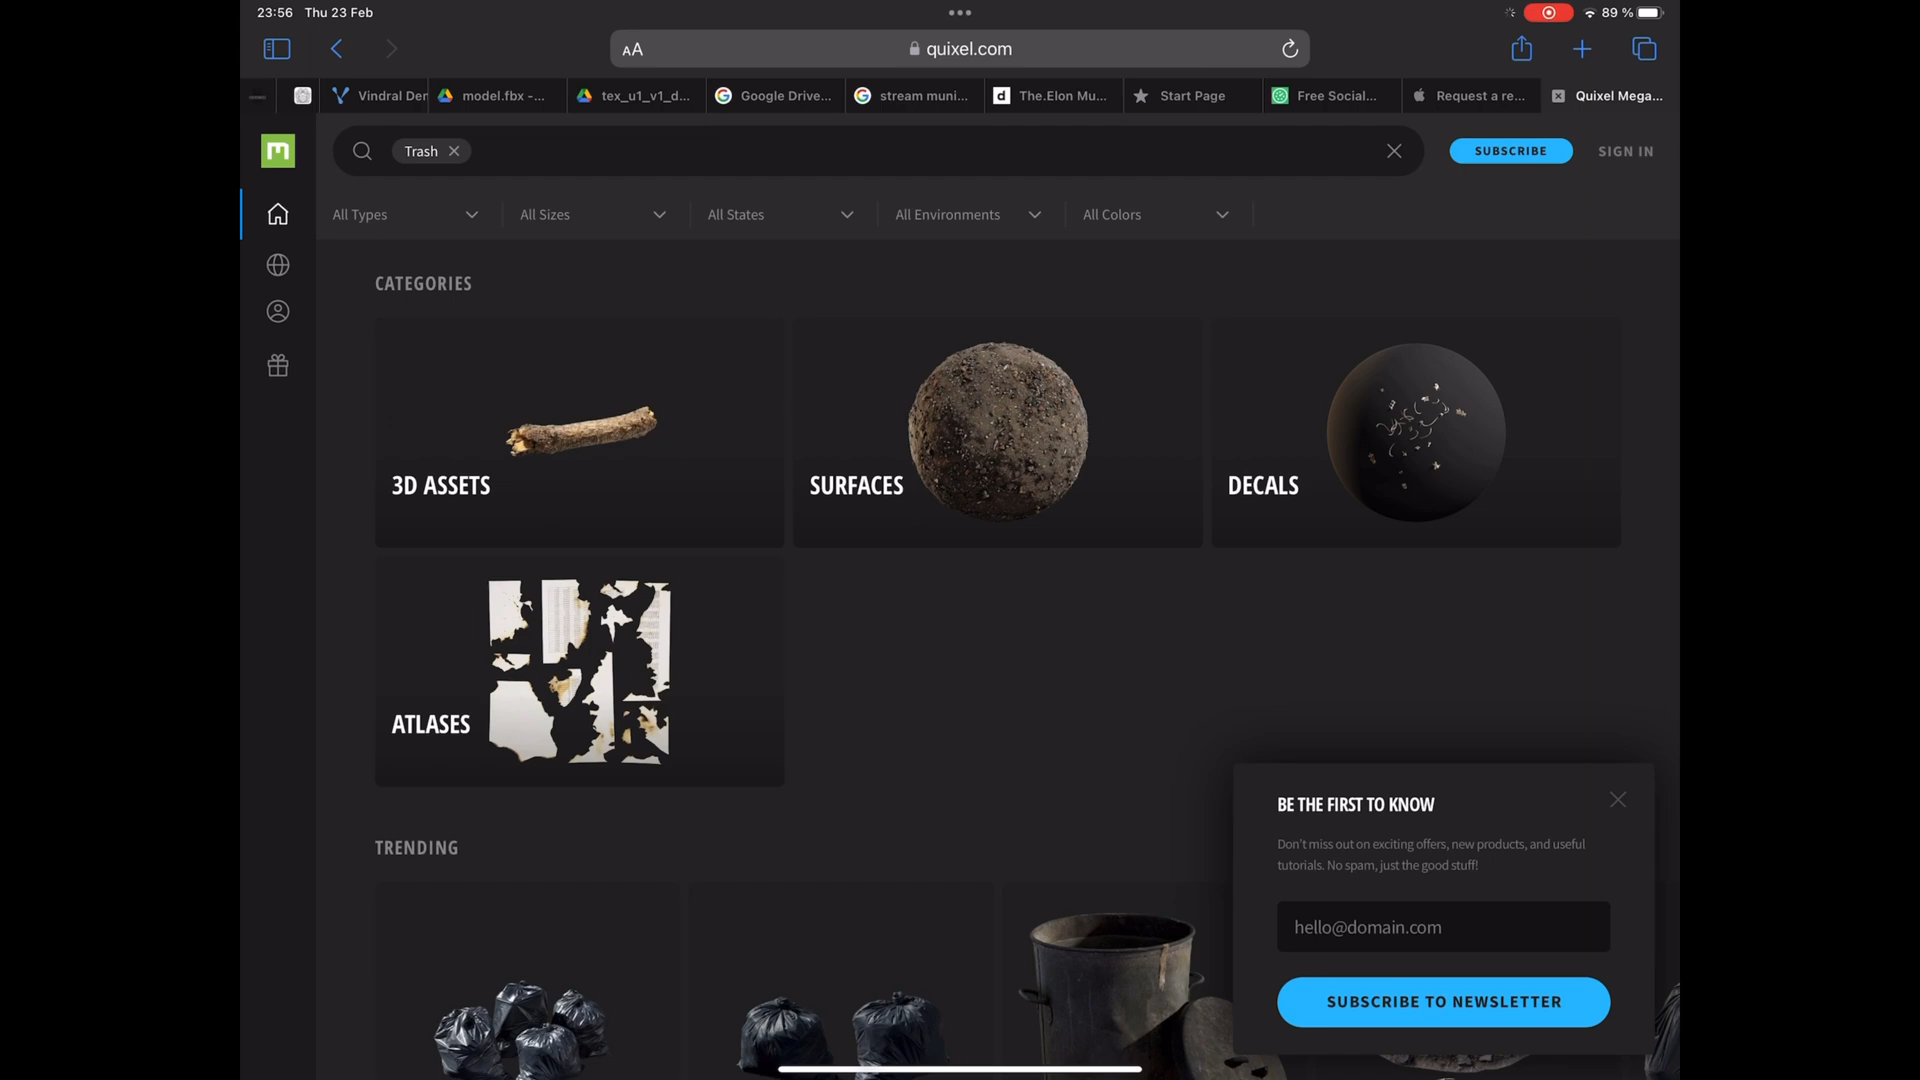 23:56 Thu 23 Feb
89 %
AA quixel.com
Vindral Der model.fbx -... tex_u1_v1_d... Google Drive... stream muni... The.Elon Mu... Start Page Free Social... Request a re... Quixel Mega...
Trash
SUBSCRIBE SIGN IN
All Types All Sizes All States All Environments All Colors
CATEGORIES
3D ASSETS SURFACES DECALS
ATLASES
TRENDING
BE THE FIRST TO KNOW
Don't miss out on exciting offers, new products, and useful
tutorials. No spam, just the good stuff!
hello@domain.com
SUBSCRIBE TO NEWSLETTER